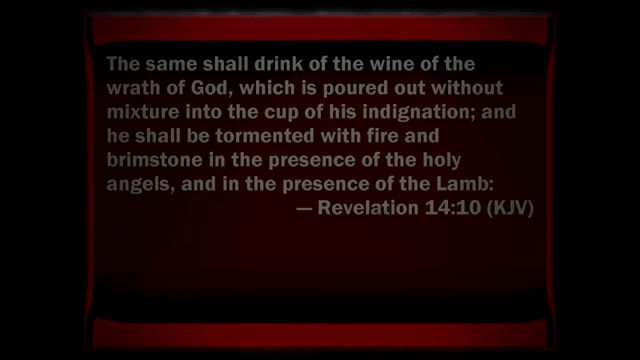 The same shall drink of the wine of the
wrath of God, which is poured out without
mixture into the cup of his indignation; and
he shall be tormented with fire and
brimstone in the presence of the holy
angels, and in the presence of the Lamb:
— Revelation 14:10 (KJV)